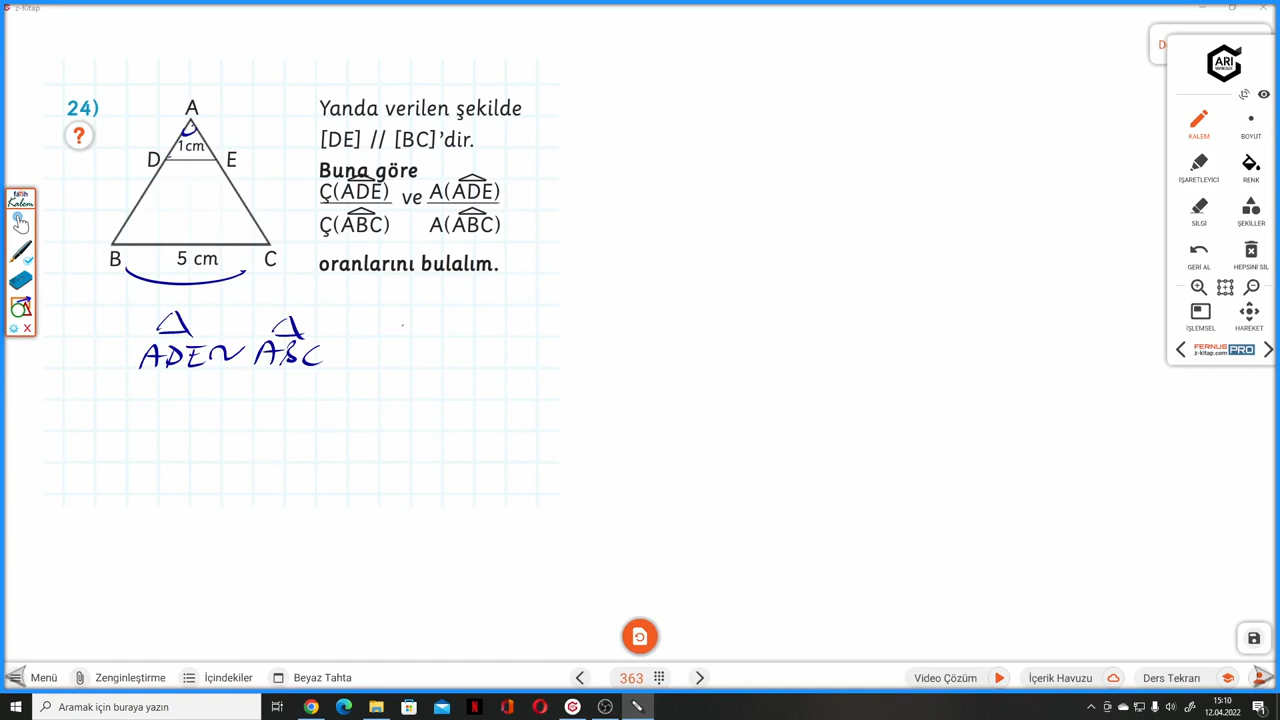 z-Kitap
24)
?
A
1cm
D
E
B
5 cm
C
Yanda verilen şekilde
[DE] // [BC]'dir.
Buna göre
Ç(ADE) ve A(ADE)
Ç(ABC) A(ABC)
oranlarını bulalım.
ADE ~ ABC
fatih
Kalem
ARI
KALEM
BOYUT
İŞARETLEYİCİ
RENK
SİLGİ
ŞEKİLLER
GERİ AL
HEPSİNİ SİL
İŞLEMSEL
HAREKET
FERNUS
z-kitap.com PRO
Menü
Zenginleştirme
İçindekiler
Beyaz Tahta
363
Video Çözüm
İçerik Havuzu
Ders Tekrarı
Aramak için buraya yazın
15:10
12.04.2022